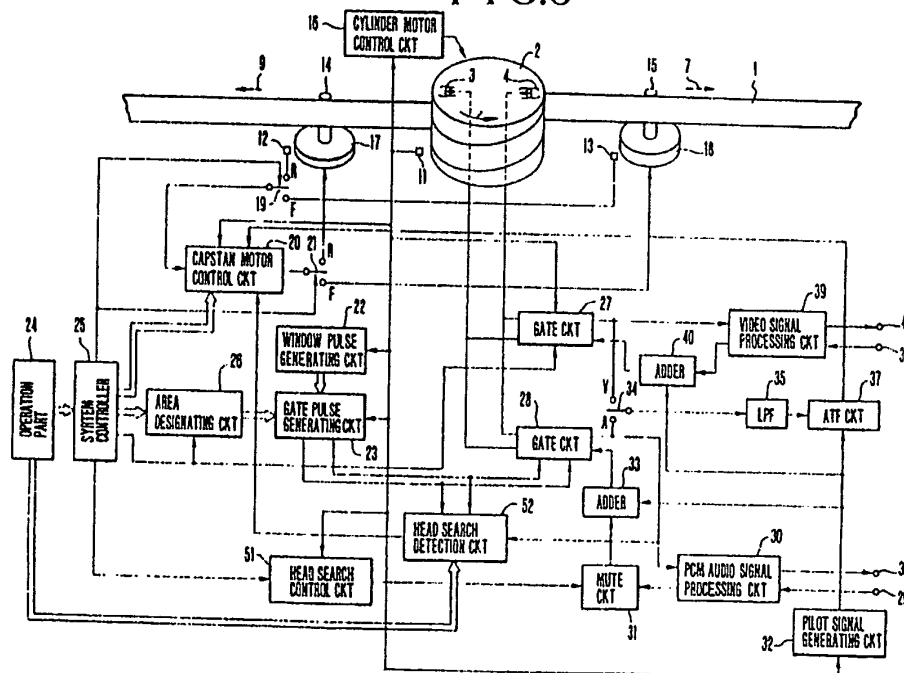 FIG.6
16
CYLINDER MOTOR
CONTROL CKT
2
3
4
9
14
15
7
1
12
17
11
13
18
R
19
F
20
CAPSTAN MOTOR
CONTROL CKT
21
R
F
22
WINDOW PULSE
GENERATING CKT
27
GATE CKT
39
VIDEO SIGNAL
PROCESSING CKT
40
ADDER
24
OPERATION
PART
25
SYSTEM
CONTROLLER
26
AREA
DESIGNATING CKT
GATE PULSE
GENERATING CKT
23
28
GATE CKT
V
34
A
35
LPF
37
ATF CKT
33
ADDER
52
HEAD SEARCH
DETECTION CKT
51
HEAD SEARCH
CONTROL CKT
MUTE
CKT
31
30
PCM AUDIO SIGNAL
PROCESSING CKT
32
PILOT SIGNAL
GENERATING CKT